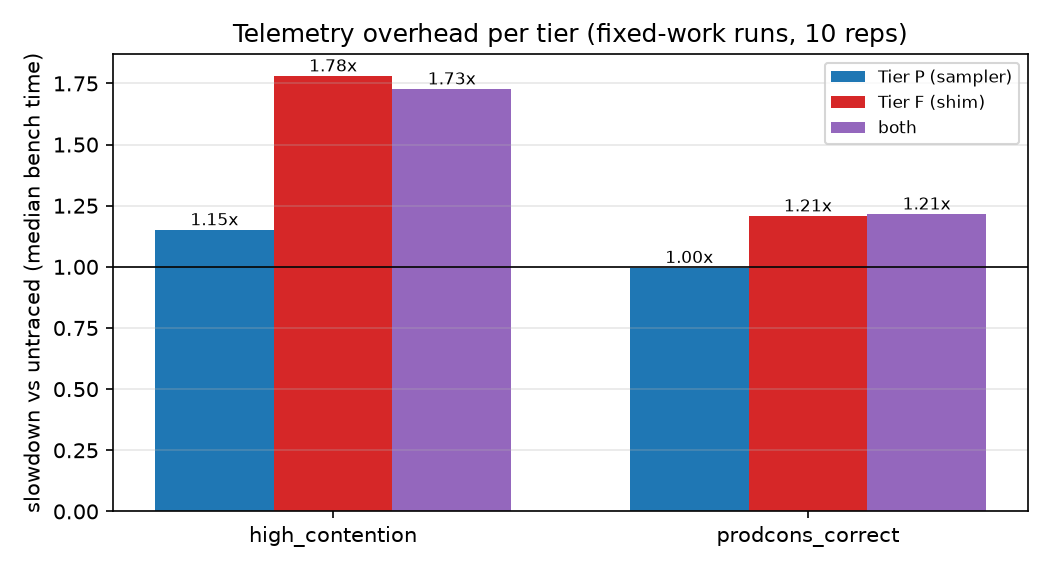 Telemetry overhead per tier (fixed-work runs, 10 reps)
slowdown vs untraced (median bench time)
1.75
1.50
1.25
1.00
0.75
0.50
0.25
0.00
1.15x
1.78x
1.73x
1.00x
1.21x
1.21x
Tier P (sampler)
Tier F (shim)
both
high_contention
prodcons_correct